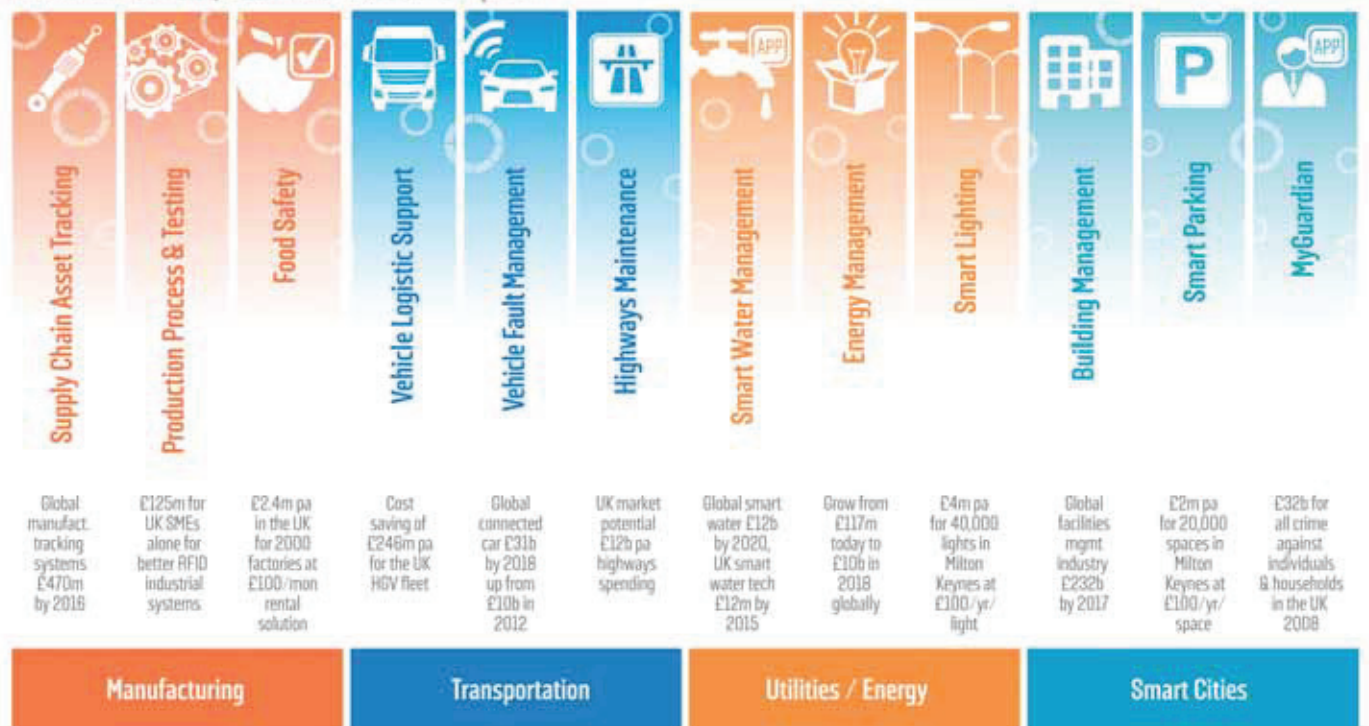 APP
APP
P
Supply Chain Asset Tracking
Production Process & Testing
Food Safety
Vehicle Logistic Support
Vehicle Fault Management
Highways Maintenance
Smart Water Management
Energy Management
Smart Lighting
Building Management
Smart Parking
MyGuardian
Global
manufact.
tracking
systems
£470m
by 2016
£125m for
UK SMEs
alone for
better RFID
industrial
systems
£2.4m pa
in the UK
for 2000
factories at
£100/mon
rental
solution
Cost
saving of
£246m pa
for the UK
HGV fleet
Global
connected
car £31b
by 2018
up from
£10b in
2012
UK market
potential
£12b pa
highways
spending
Global smart
water £12b
by 2020,
UK smart
water tech
£12m by
2015
Grow from
£117m
today to
£10b in
2018
globally
£4m pa
for 40,000
lights in
Milton
Keynes at
£100/yr/
light
Global
facilities
mgmt
industry
£232b
by 2017
£2m pa
for 20,000
spaces in
Milton
Keynes at
£100/yr/
space
£32b for
all crime
against
individuals
& households
in the UK
2008
Manufacturing
Transportation
Utilities / Energy
Smart Cities